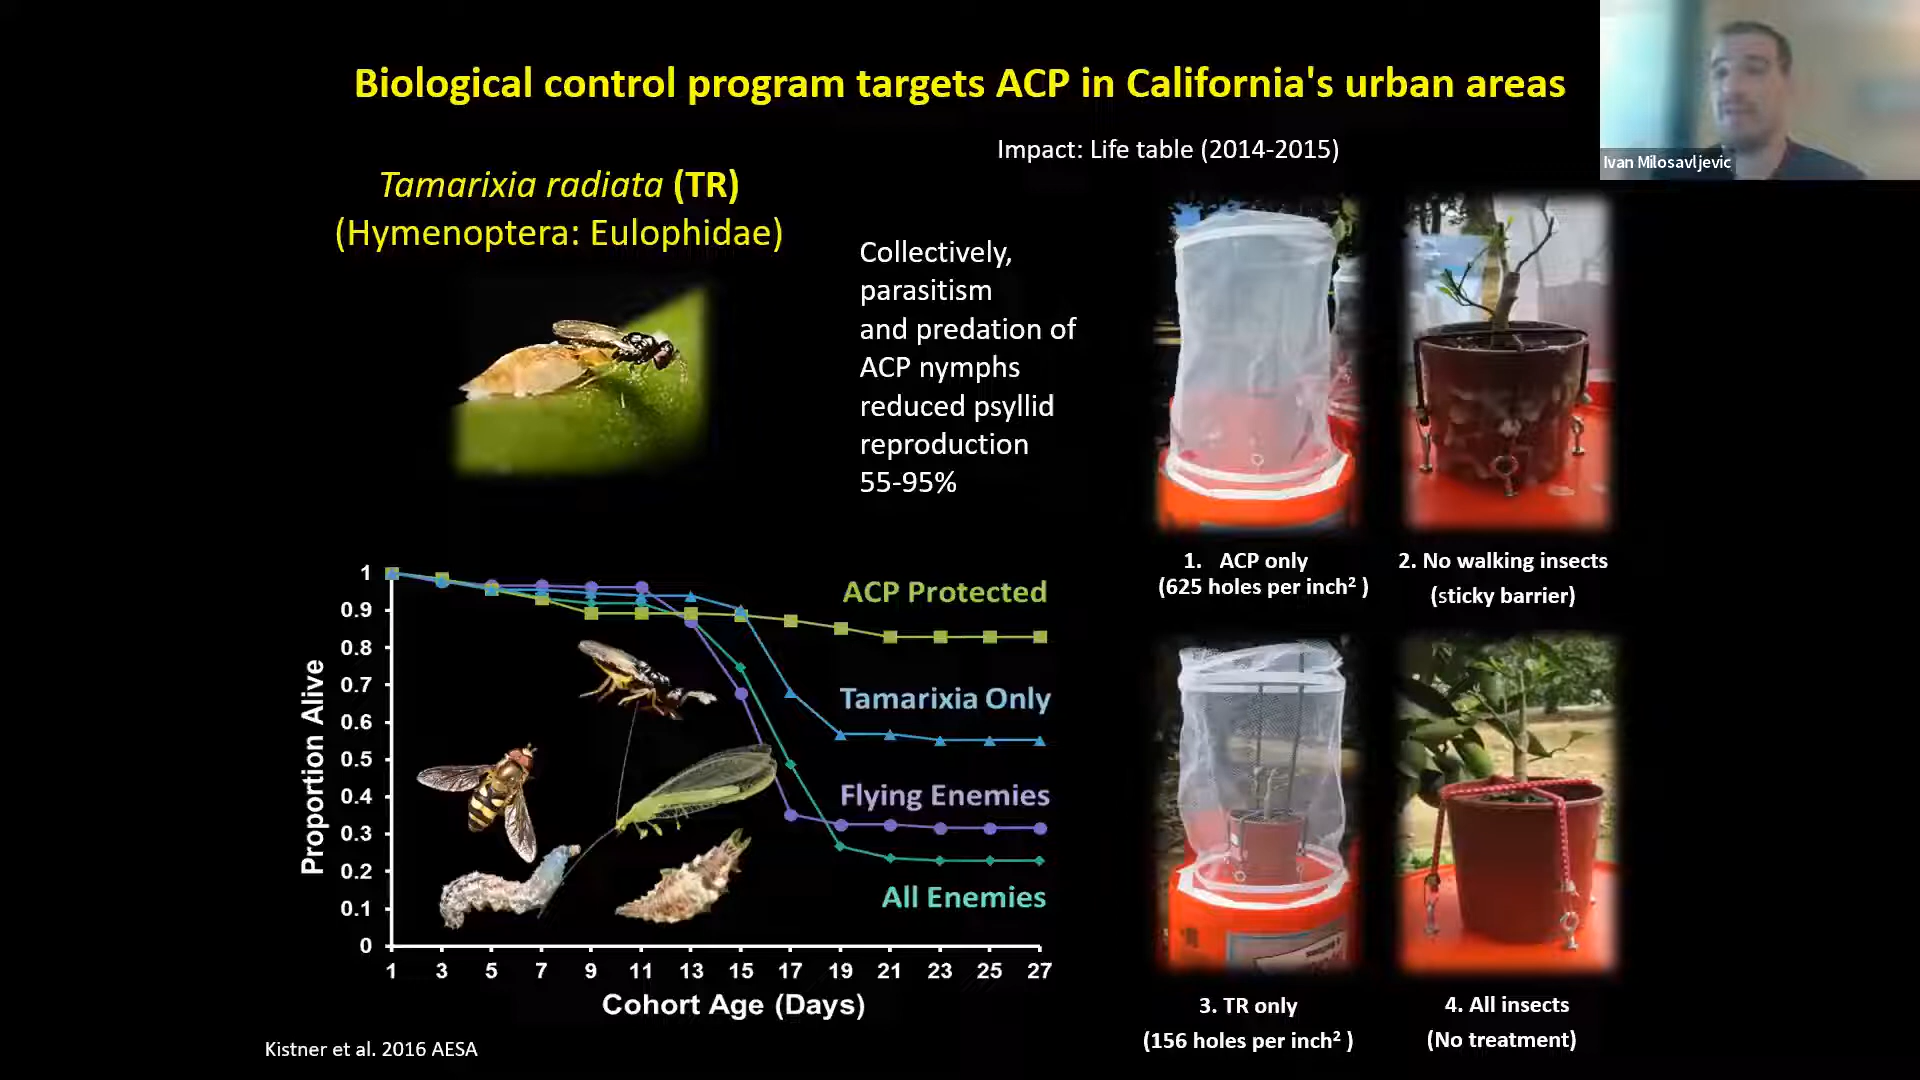 Biological control program targets ACP in California's urban areas
Ivan Milosavljevic
Impact: Life table (2014-2015)
Tamarixia radiata (TR)
(Hymenoptera: Eulophidae)
Collectively,
parasitism
and predation of
ACP nymphs
reduced psyllid
reproduction
55-95%
1. ACP only
(625 holes per inch² )
2. No walking insects
(sticky barrier)
3. TR only
(156 holes per inch² )
4. All insects
(No treatment)
Proportion Alive
1
0.9
0.8
0.7
0.6
0.5
0.4
0.3
0.2
0.1
0
ACP Protected
Tamarixia Only
Flying Enemies
All Enemies
1 3 5 7 9 11 13 15 17 19 21 23 25 27
Cohort Age (Days)
Kistner et al. 2016 AESA